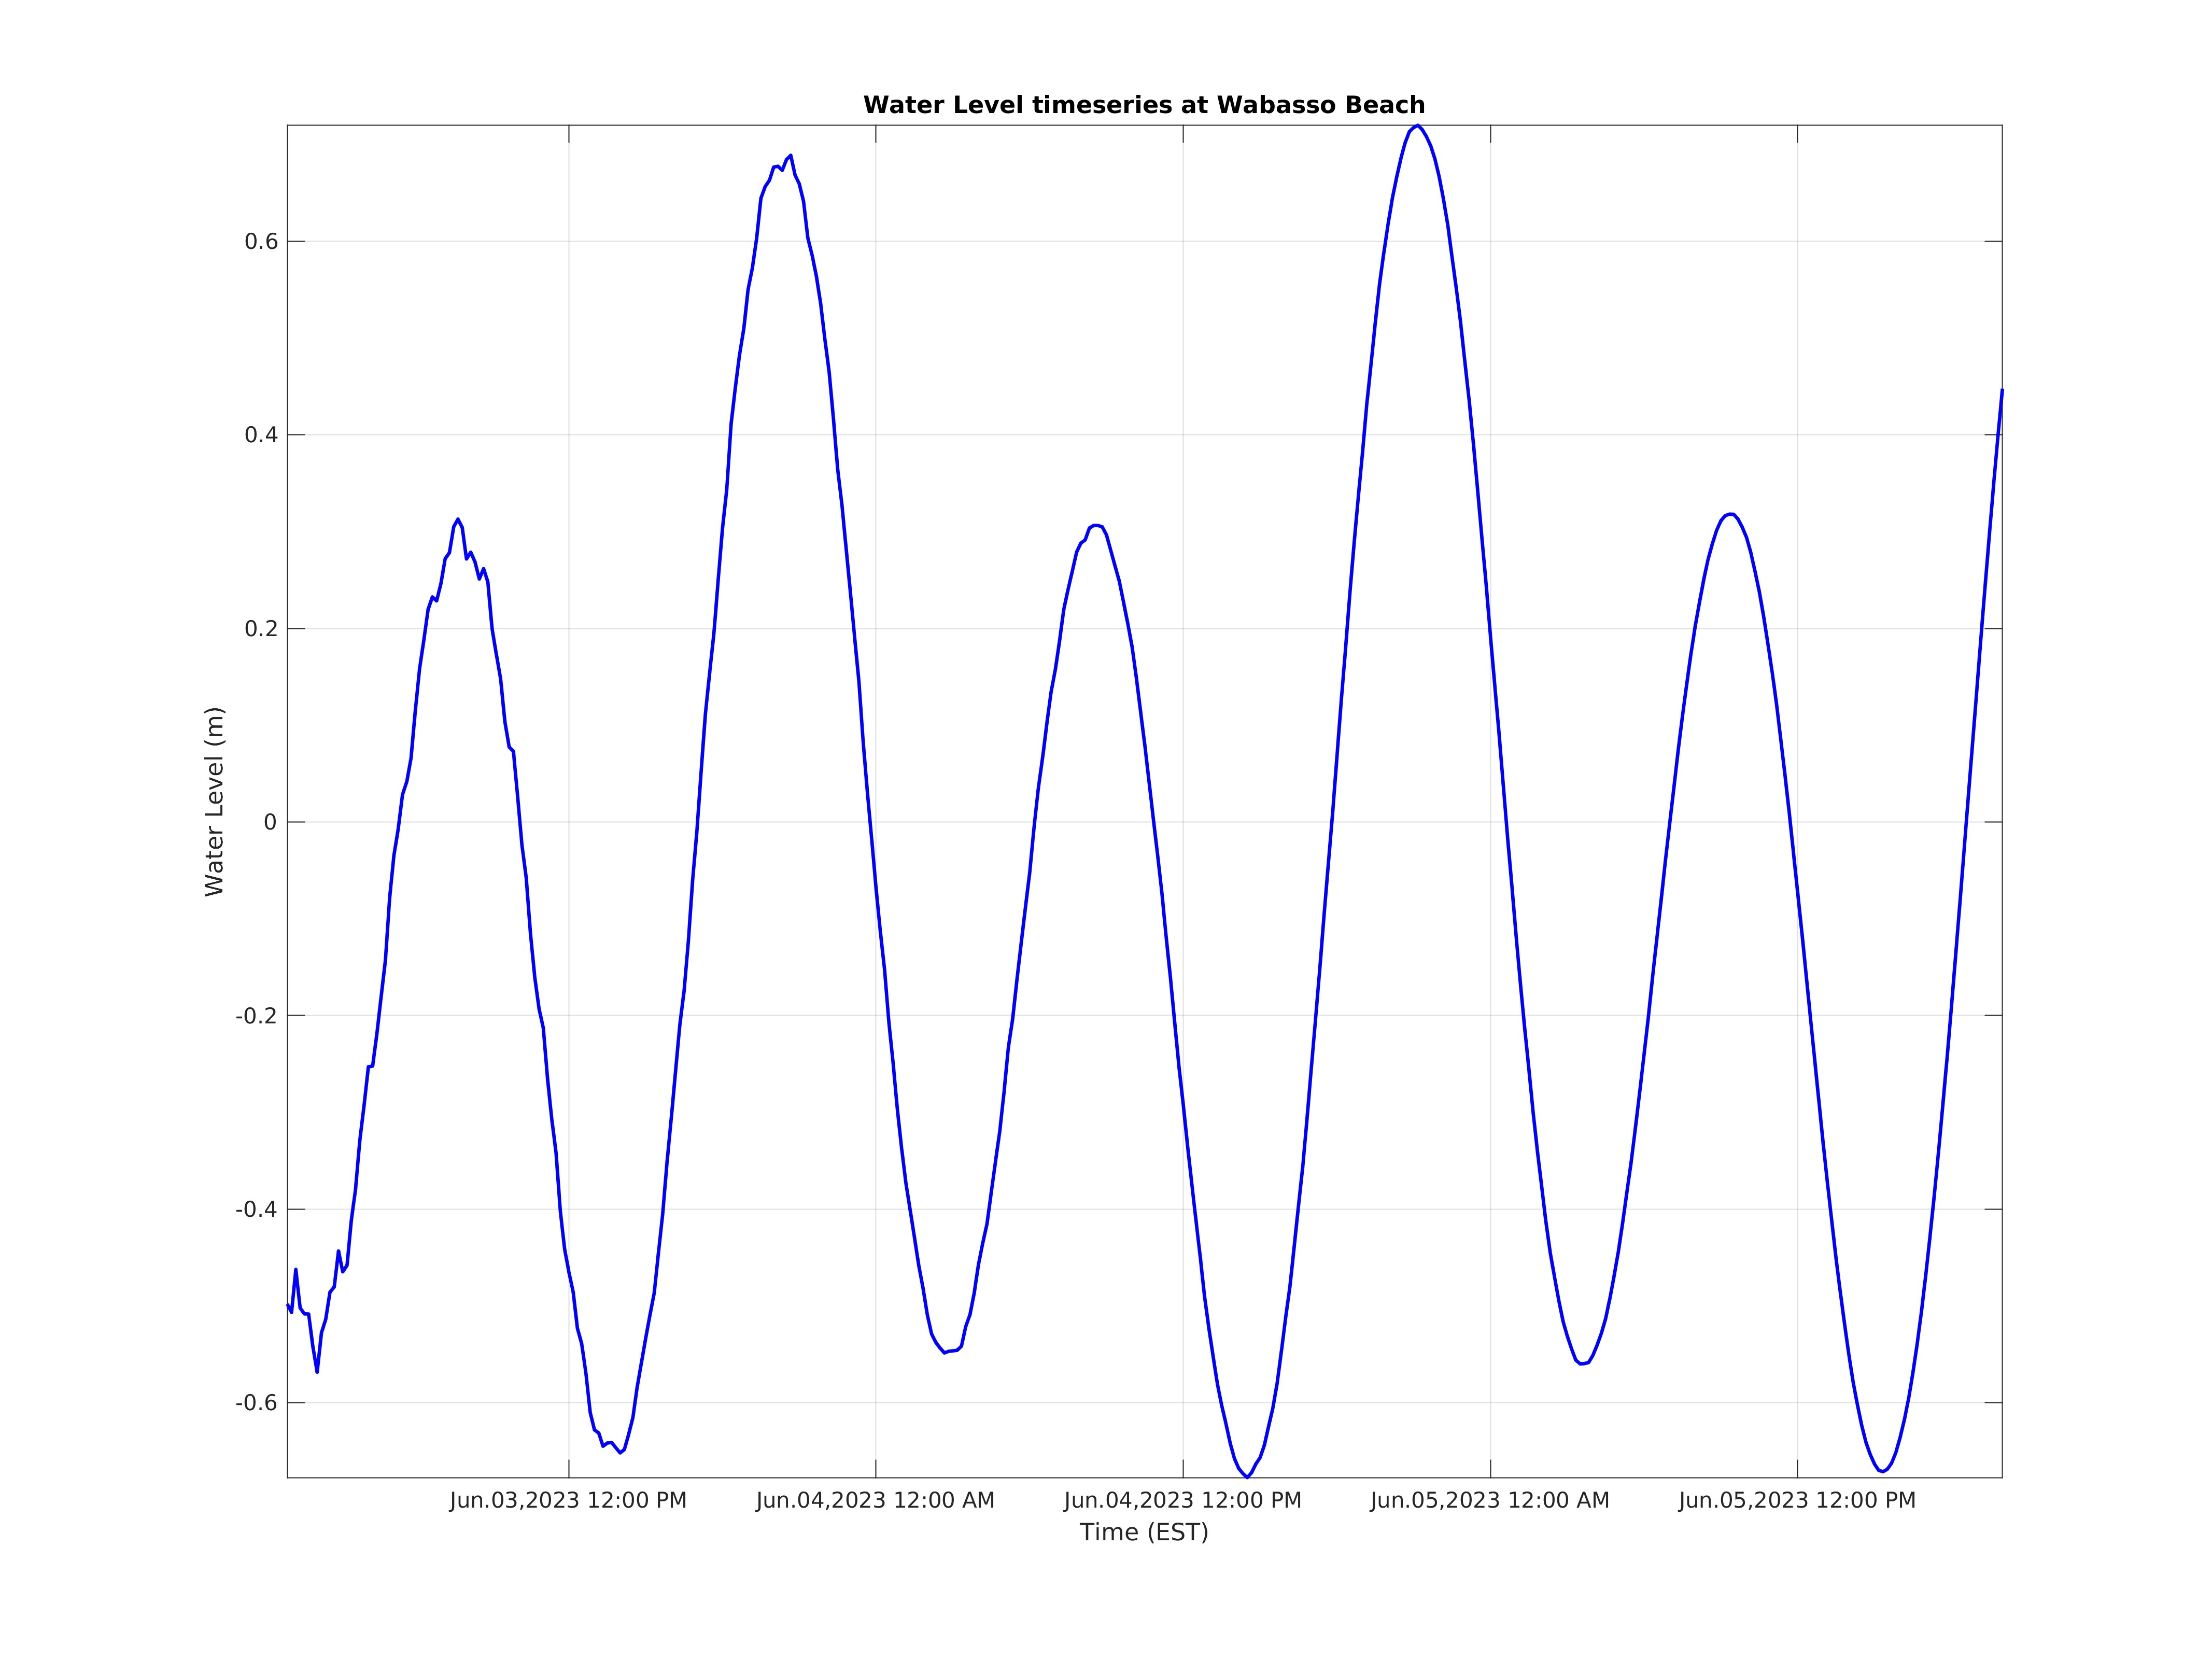 Water Level timeseries at Wabasso Beach
0.6
0.4
0.2
0
-0.2
-0.4
-0.6
Water Level (m)
Jun.03,2023 12:00 PM
Jun.04,2023 12:00 AM
Jun.04,2023 12:00 PM
Jun.05,2023 12:00 AM
Jun.05,2023 12:00 PM
Time (EST)